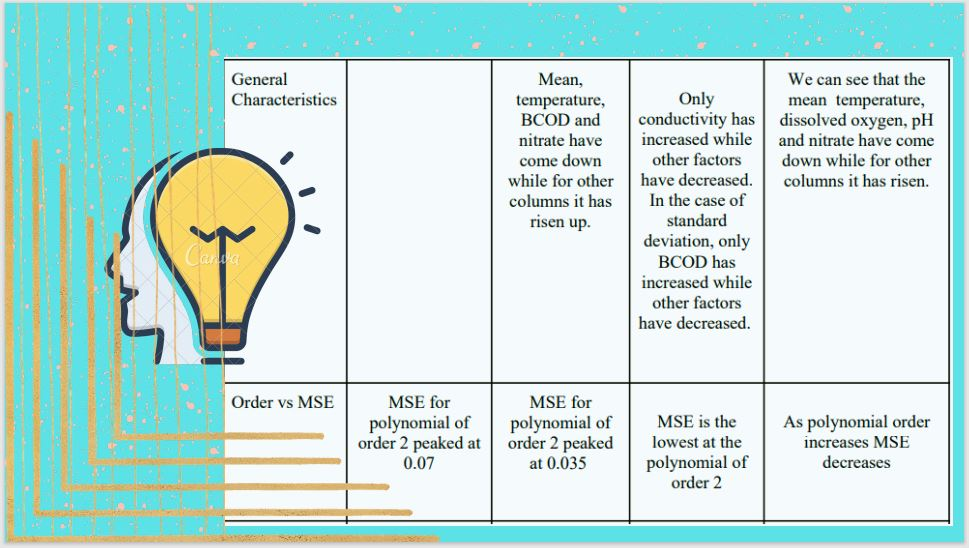 General
Characteristics
Mean,
temperature,
BCOD and
nitrate have
come down
while for other
columns it has
risen up.
Only
conductivity has
increased while
other factors
have decreased.
In the case of
standard
deviation, only
BCOD has
increased while
other factors
have decreased.
We can see that the
mean temperature,
dissolved oxygen, pH
and nitrate have come
down while for other
columns it has risen.
Canva
Order vs MSE
MSE for
polynomial of
order 2 peaked at
0.07
MSE for
polynomial of
order 2 peaked
at 0.035
MSE is the
lowest at the
polynomial of
order 2
As polynomial order
increases MSE
decreases